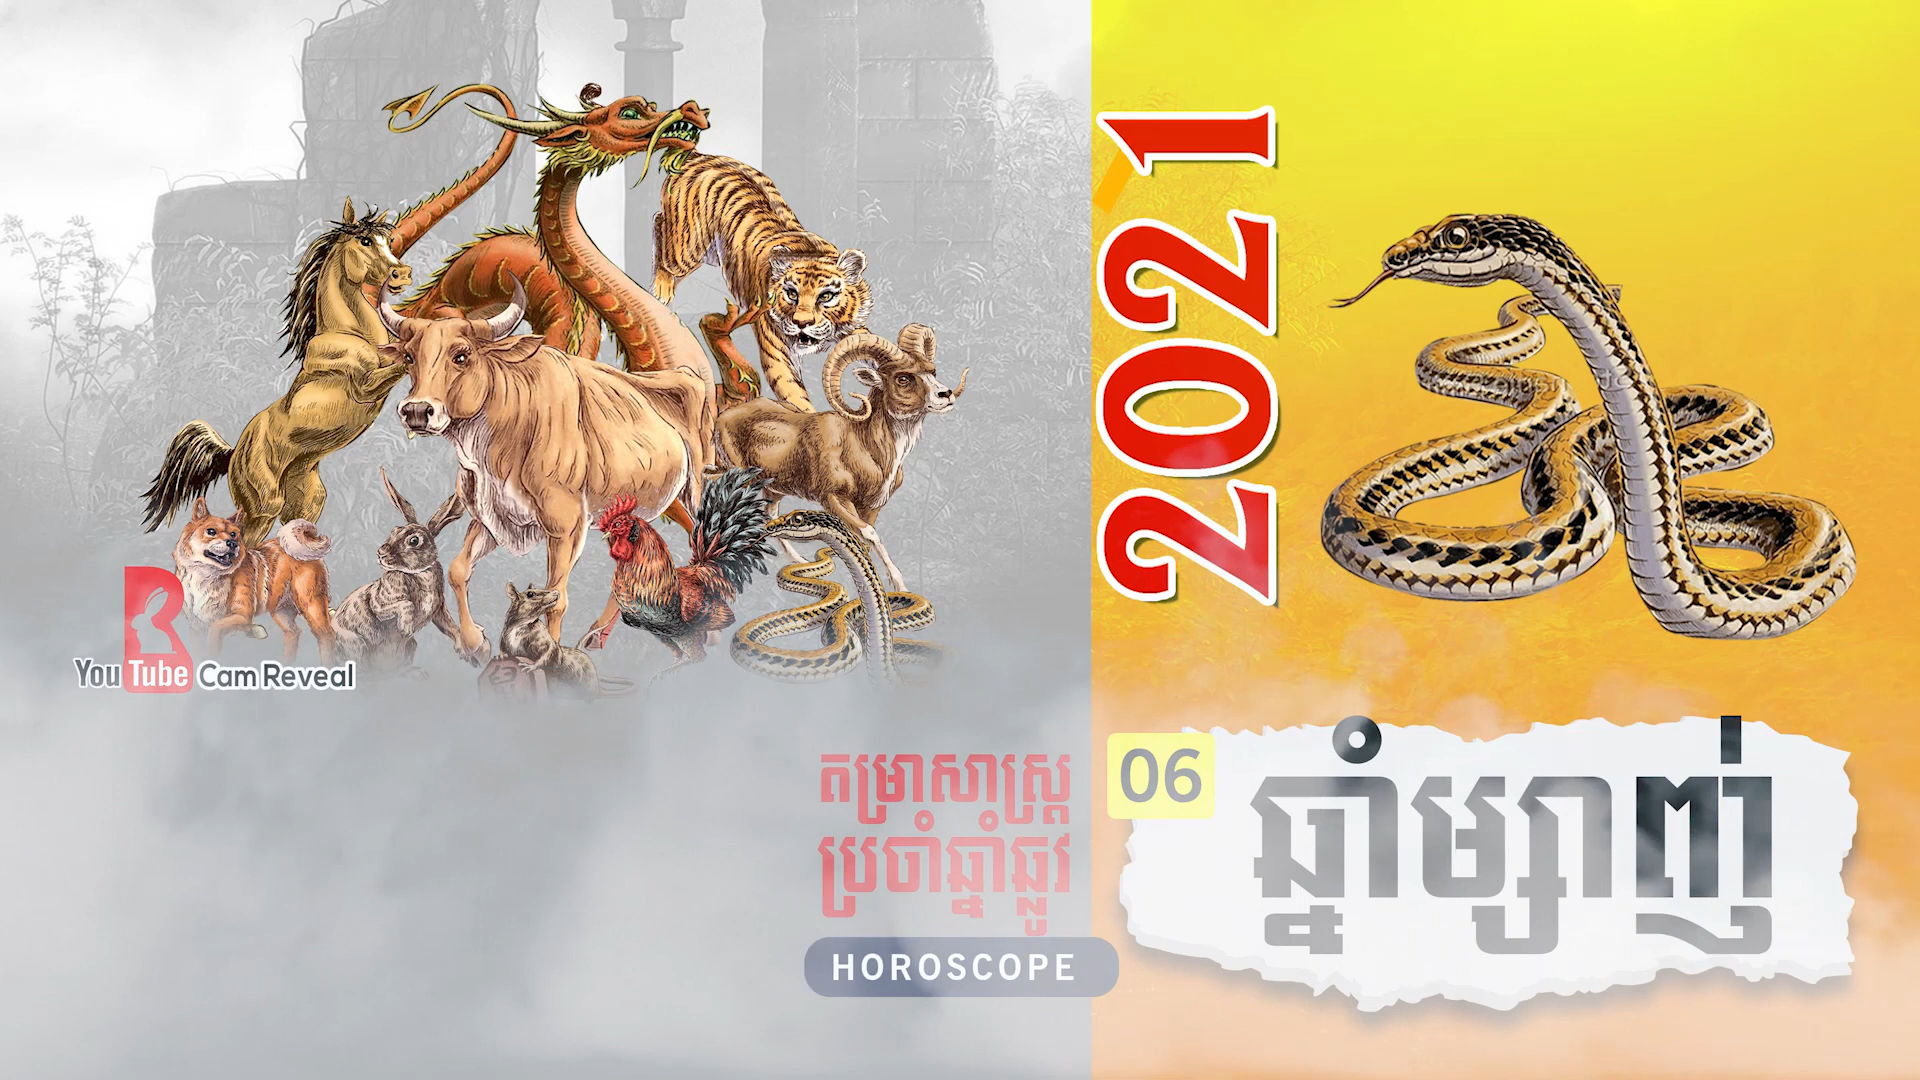 2021
You Tube Cam Reveal
តម្រាសាស្ត្រ
ប្រចាំឆ្នាំឆ្លូវ
HOROSCOPE
06
ឆ្នាំម្សាញ់